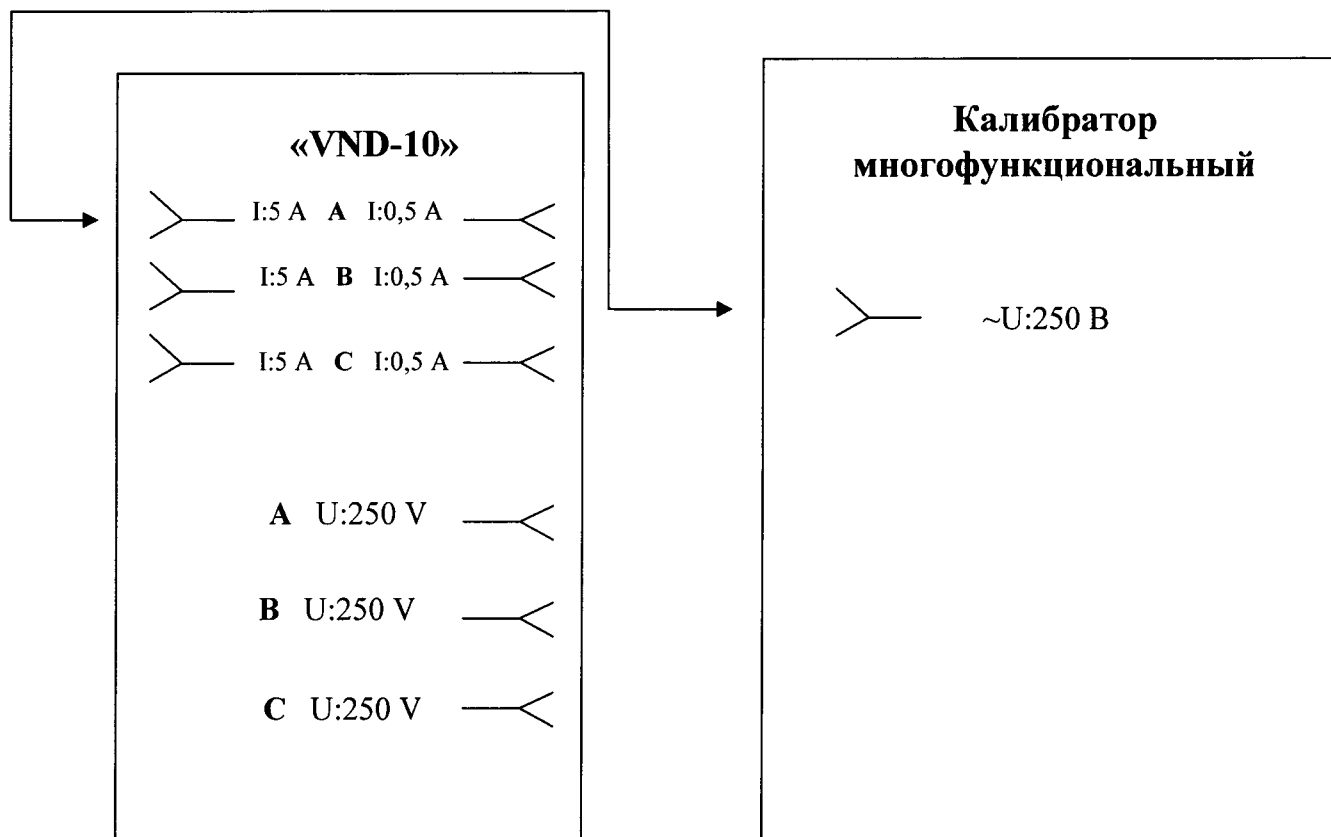 «VND-10»
I:5 A A I:0,5 A
I:5 A B I:0,5 A
I:5 A C I:0,5 A
A U:250 V
B U:250 V
C U:250 V
Калибратор
многофункциональный
~U:250 В